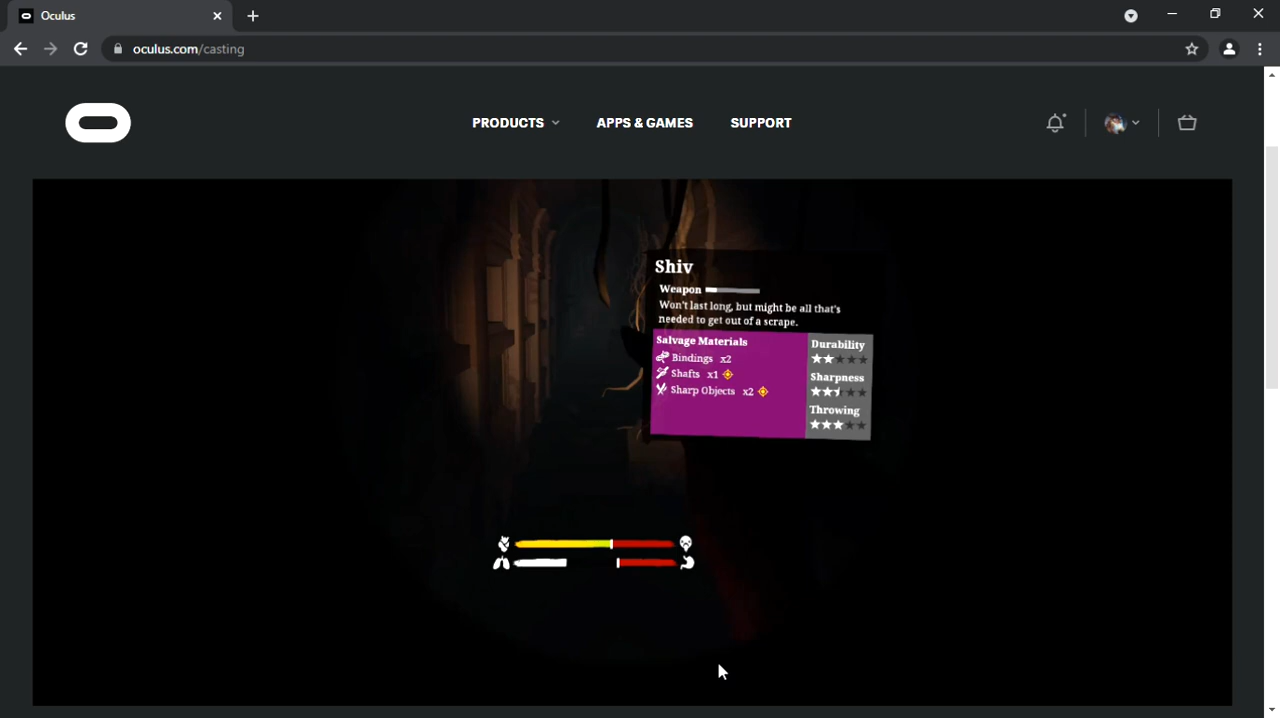 Oculus
oculus.com/casting
PRODUCTS
APPS & GAMES
SUPPORT
Shiv
Weapon
Won't last long, but might be all that's
needed to get out of a scrape.
Salvage Materials
Bindings x2
Shafts x1
Sharp Objects x2
Durability
Sharpness
Throwing